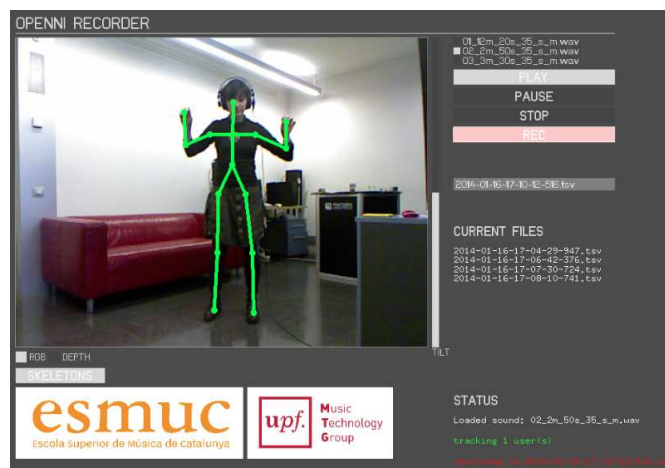 OPENNI RECORDER
01_12m_20s_35_s_m.wav
02_2m_50s_35_s_m.wav
03_3m_30s_35_s_m.wav
PLAY
PAUSE
STOP
REC
2014-01-16-17-10-12-516.tsv
CURRENT FILES
2014-01-16-17-04-29-947.tsv
2014-01-16-17-06-42-376.tsv
2014-01-16-17-07-30-724.tsv
2014-01-16-17-08-10-741.tsv
TILT
RGB DEPTH
SKELETONS
esmuc
Escola Superior de Música de Catalunya
upf.
Music
Technology
Group
STATUS
Loaded sound: 02_2m_50s_35_s_m.wav
tracking 1 user(s)